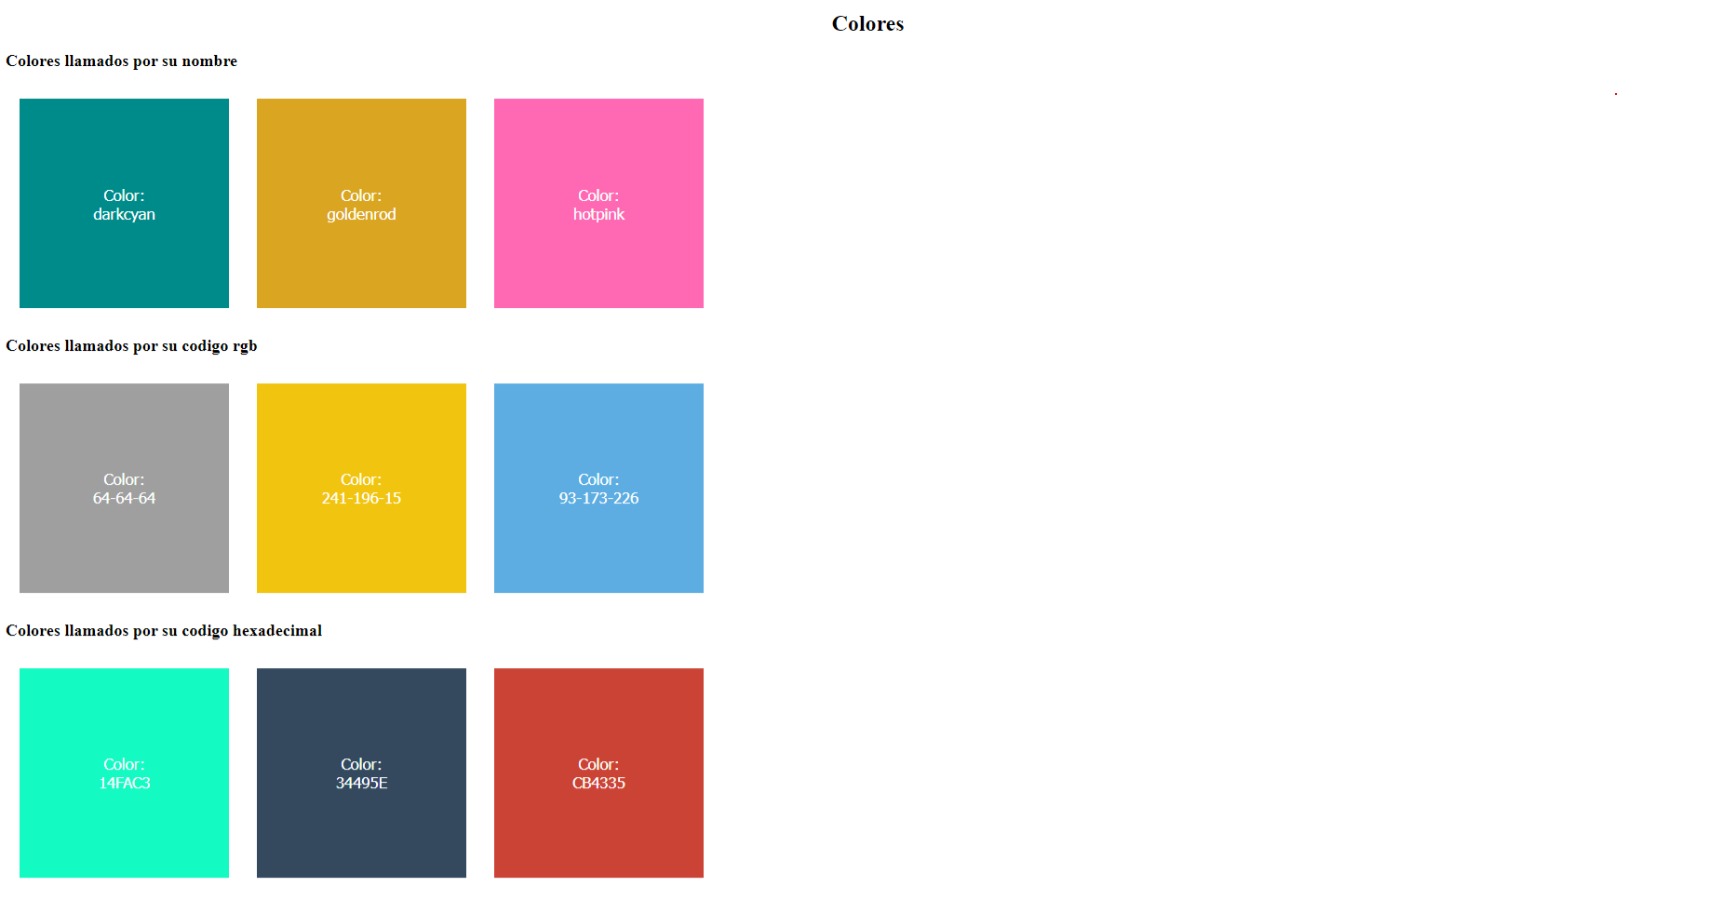 Colores
Colores llamados por su nombre
Color:
darkcyan
Color:
goldenrod
Color:
hotpink
Colores llamados por su codigo rgb
Color:
64-64-64
Color:
241-196-15
Color:
93-173-226
Colores llamados por su codigo hexadecimal
Color:
14FAC3
Color:
34495E
Color:
CB4335